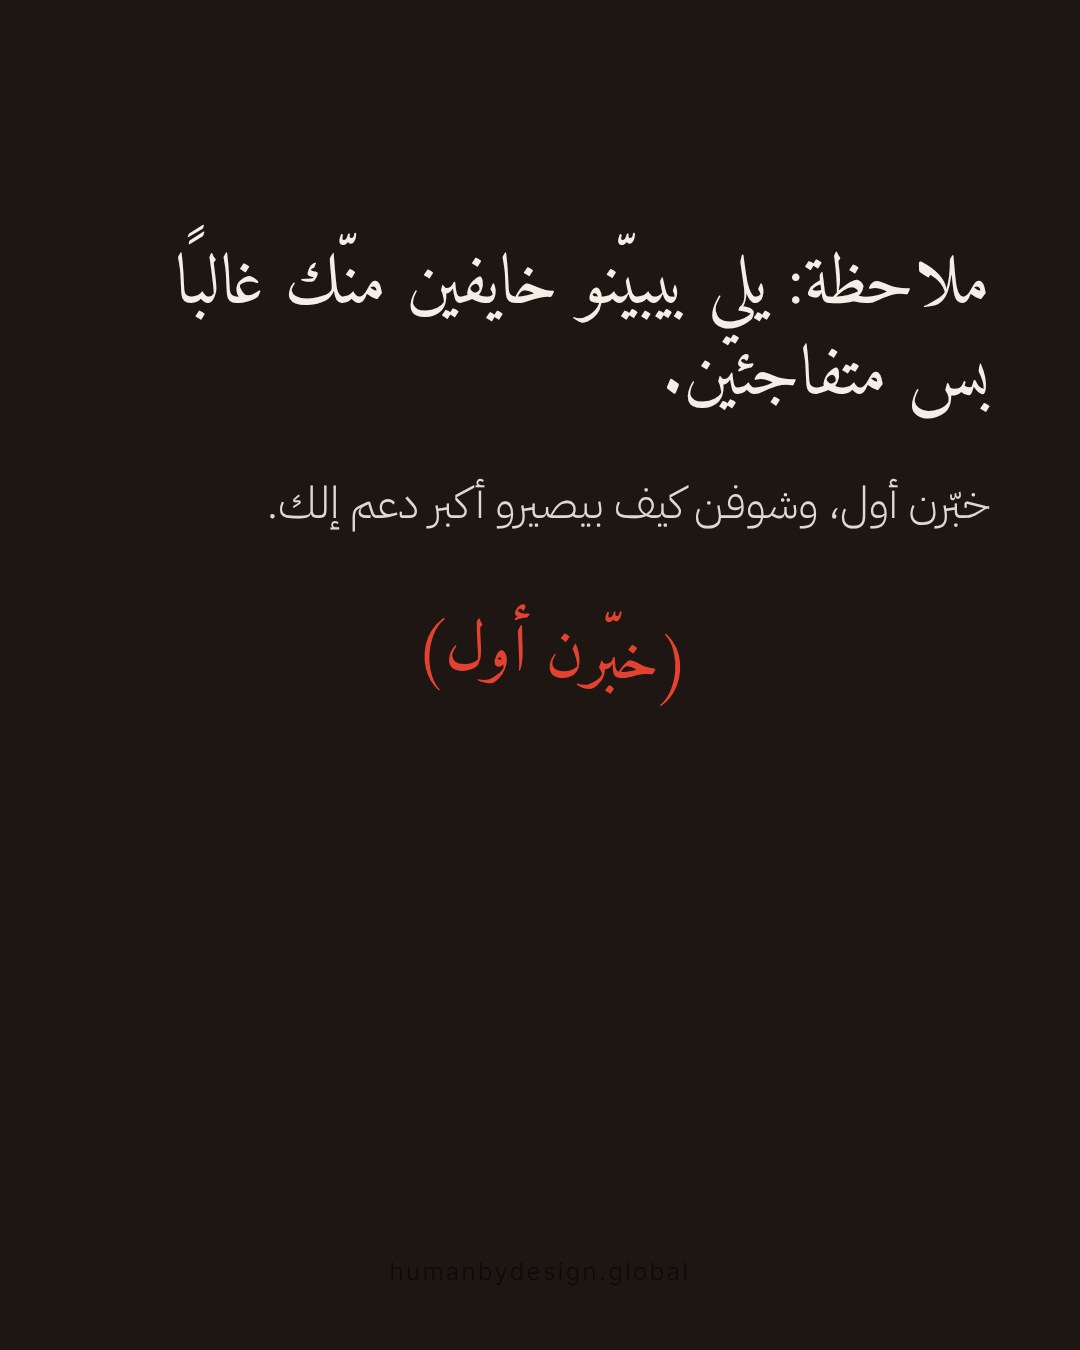 ملاحظة: يلي بيبيّنو خايفين منّك غالبًا
بس متفاجئين.
خبّرن أول، وشوفن كيف بيصيرو أكبر دعم إلك.
(خبّرن أول)
humanbydesign.global